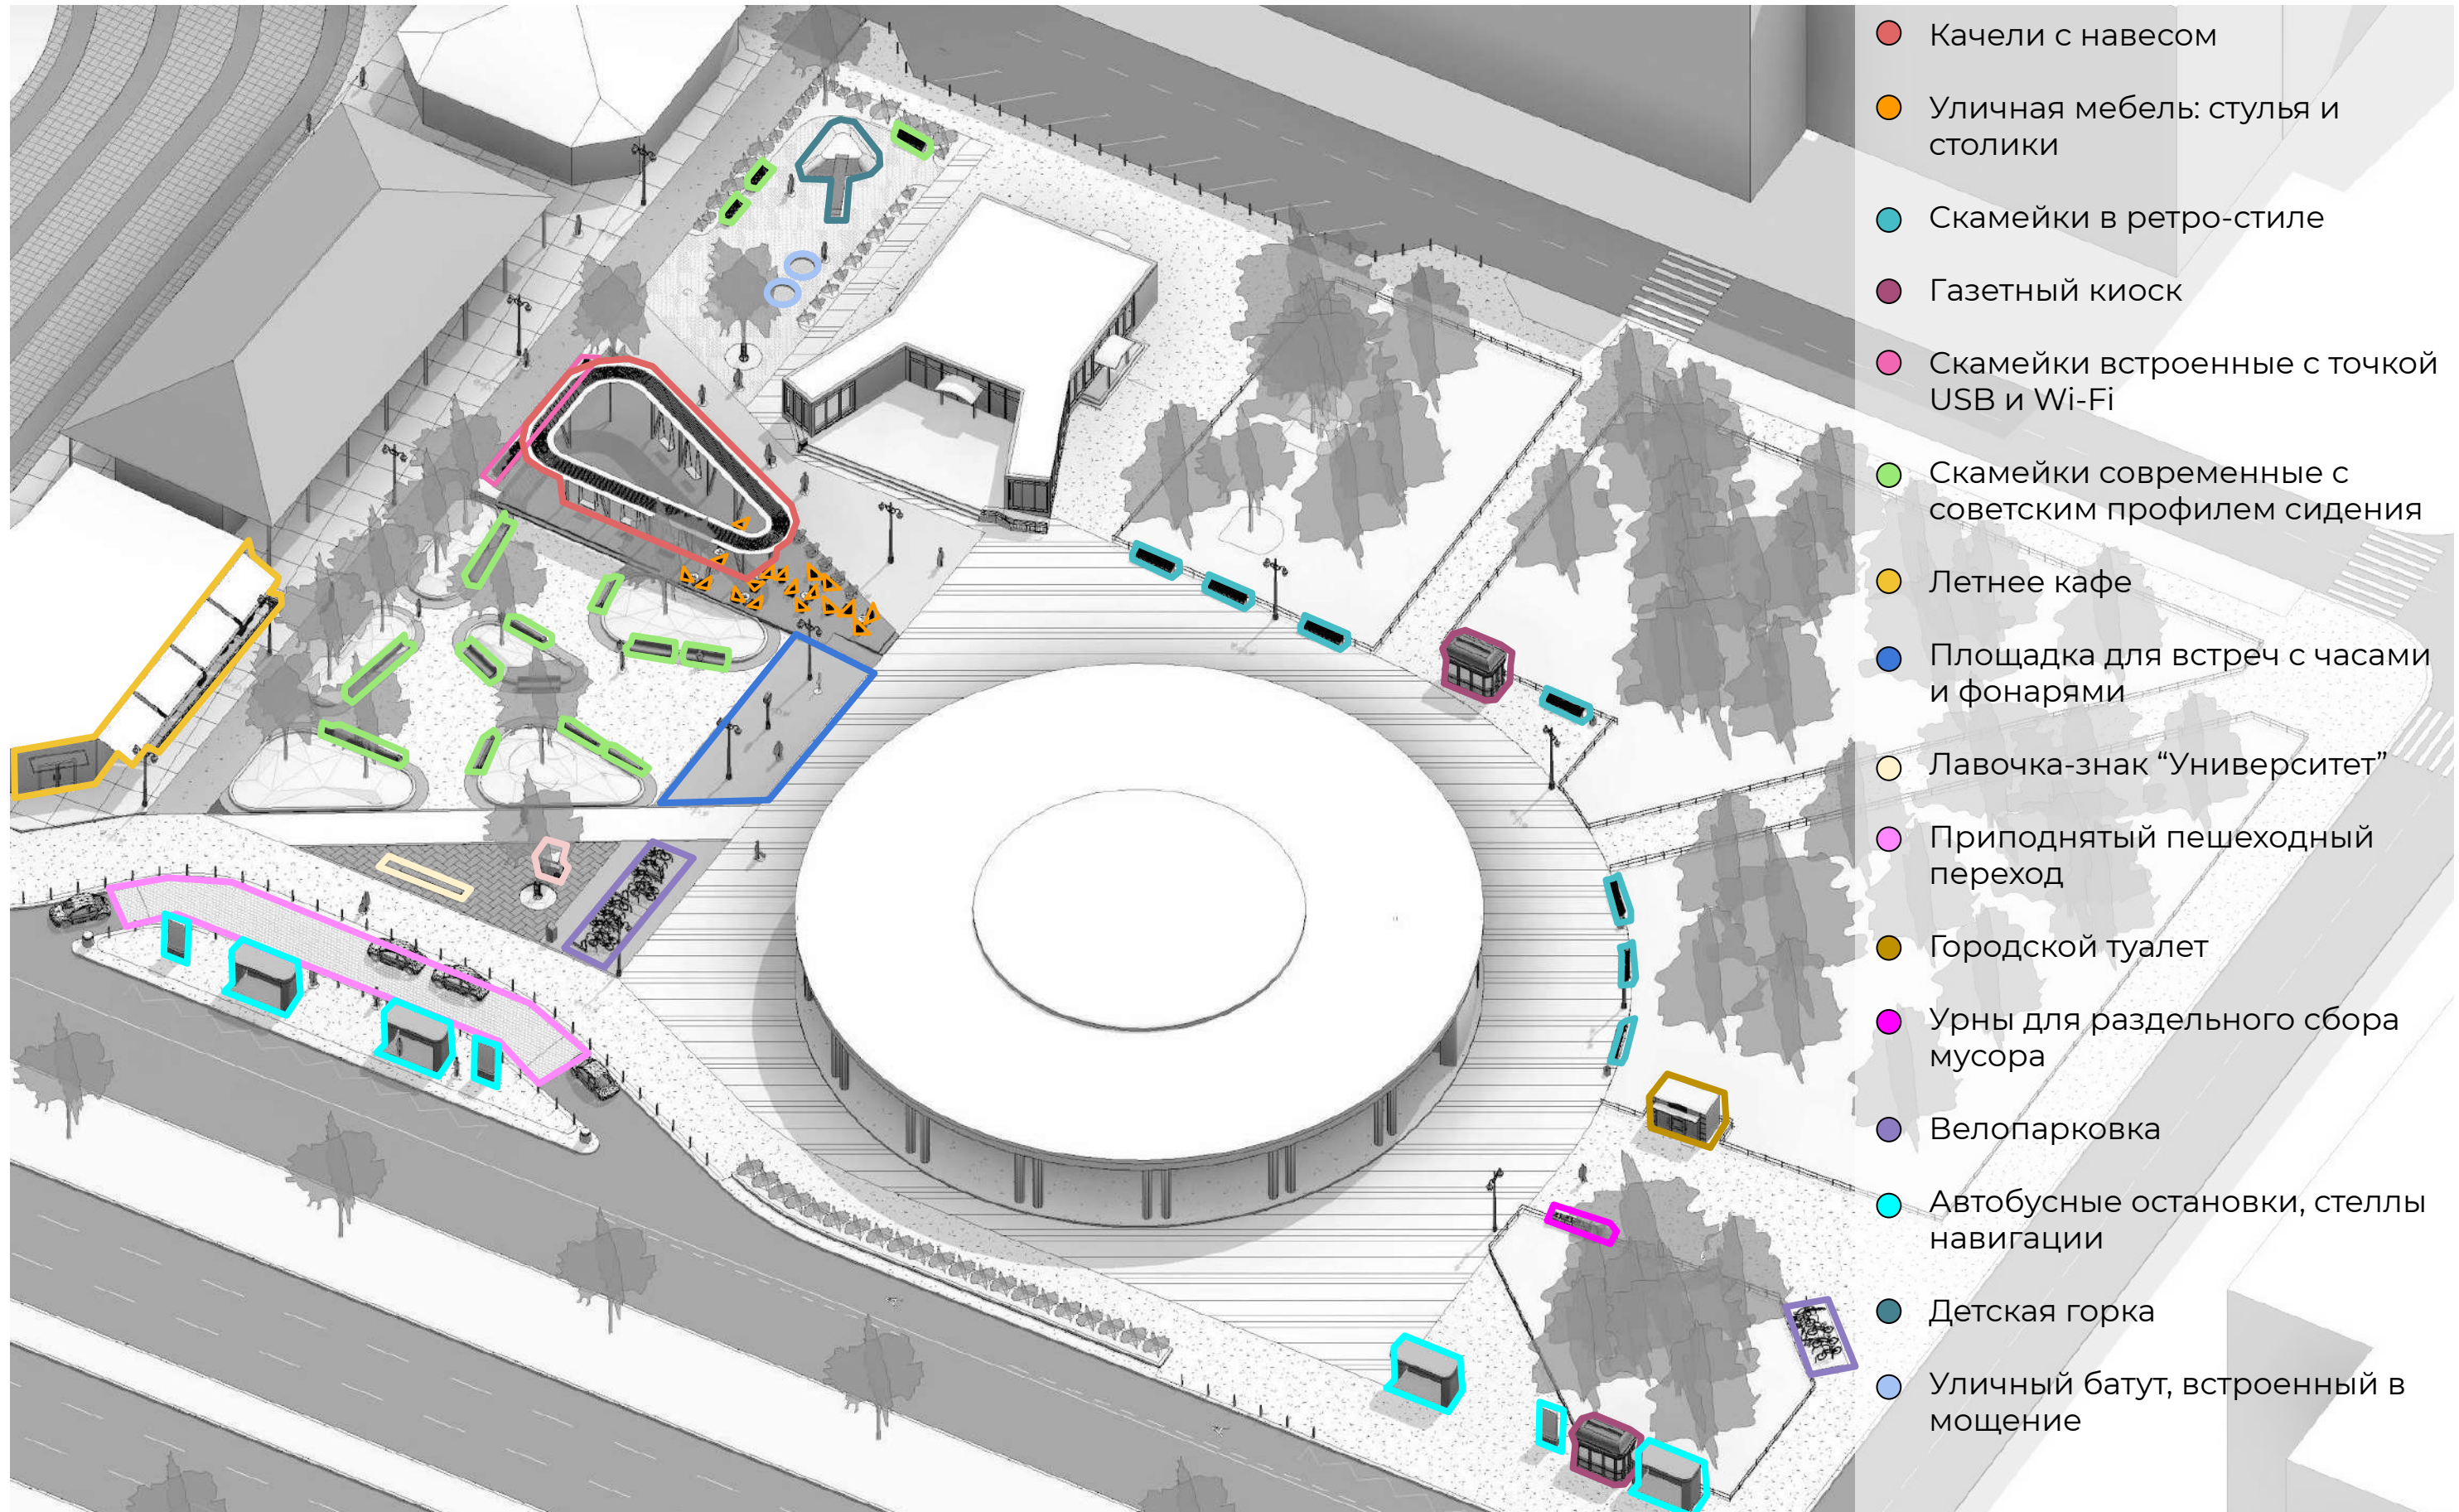 Качели с навесом
Уличная мебель: стулья и
столики
Скамейки в ретро-стиле
Газетный киоск
Скамейки встроенные с точкой
USB и Wi-Fi
Скамейки современные с
советским профилем сидения
Летнее кафе
Площадка для встреч с часами
и фонарями
Лавочка-знак “Университет”
Приподнятый пешеходный
переход
Городской туалет
Урны для раздельного сбора
мусора
Велопарковка
Автобусные остановки, стеллы
навигации
Детская горка
Уличный батут, встроенный в
мощение